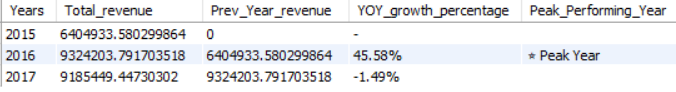 Years Total_revenue Prev_Year_revenue YOY_growth_percentage Peak_Performing_Year
2015 6404933.580299864 0 -
2016 9324203.791703518 6404933.580299864 45.58% ⭐ Peak Year
2017 9185449.44730302 9324203.791703518 -1.49%